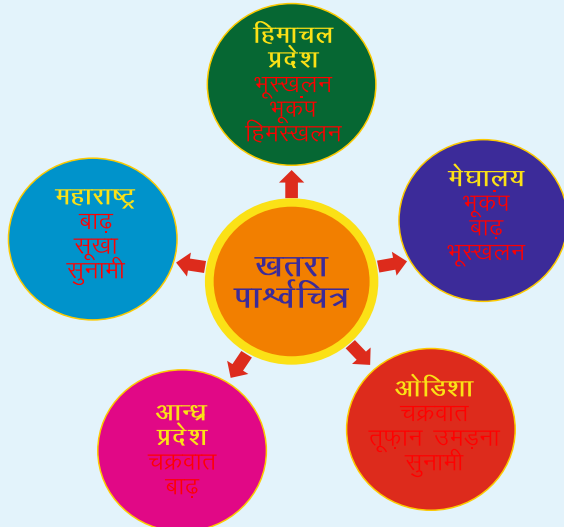 हिमाचल
प्रदेश
भूस्खलन
भूकंप
हिमस्खलन
महाराष्ट्र
बाढ़
सूखा
सुनामी
मेघालय
भूकंप
बाढ़
भूस्खलन
खतरा
पार्श्वचित्र
आन्ध्र
प्रदेश
चक्रवात
बाढ़
ओडिशा
चक्रवात
तूफ़ान उमड़ना
सुनामी